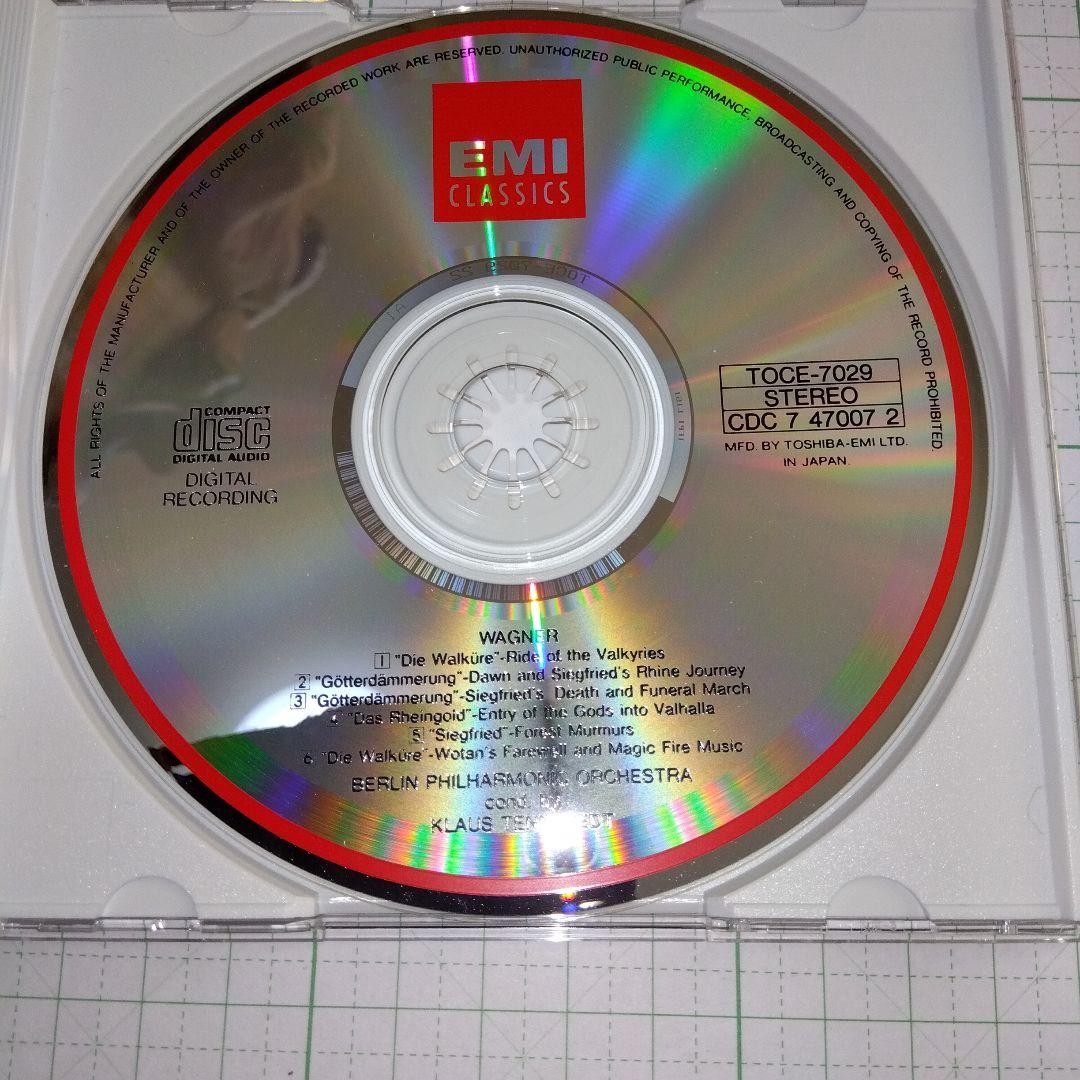 ALL RIGHTS OF THE MANUFACTURER AND OF THE OWNER OF THE RECORDED WORK ARE RESERVED. UNAUTHORIZED PUBLIC PERFORMANCE, BROADCASTING AND COPYING OF THE RECORD PROHIBITED.
EMI
CLASSICS
COMPACT
disc
DIGITAL AUDIO
DIGITAL
RECORDING
TOCE-7029
STEREO
CDC 7 47007 2
MFD. BY TOSHIBA-EMI LTD.
IN JAPAN.
WAGNER
1 "Die Walküre"-Ride of the Valkyries
2 "Götterdämmerung"-Dawn and Siegfried's Rhine Journey
3 "Götterdämmerung"-Siegfried's Death and Funeral March
4 "Das Rheingold"-Entry of the Gods into Valhalla
5 "Siegfried"-Forest Murmurs
6 "Die Walküre"-Wotan's Farewell and Magic Fire Music
BERLIN PHILHARMONIC ORCHESTRA
cond. by
KLAUS TENNSTEDT